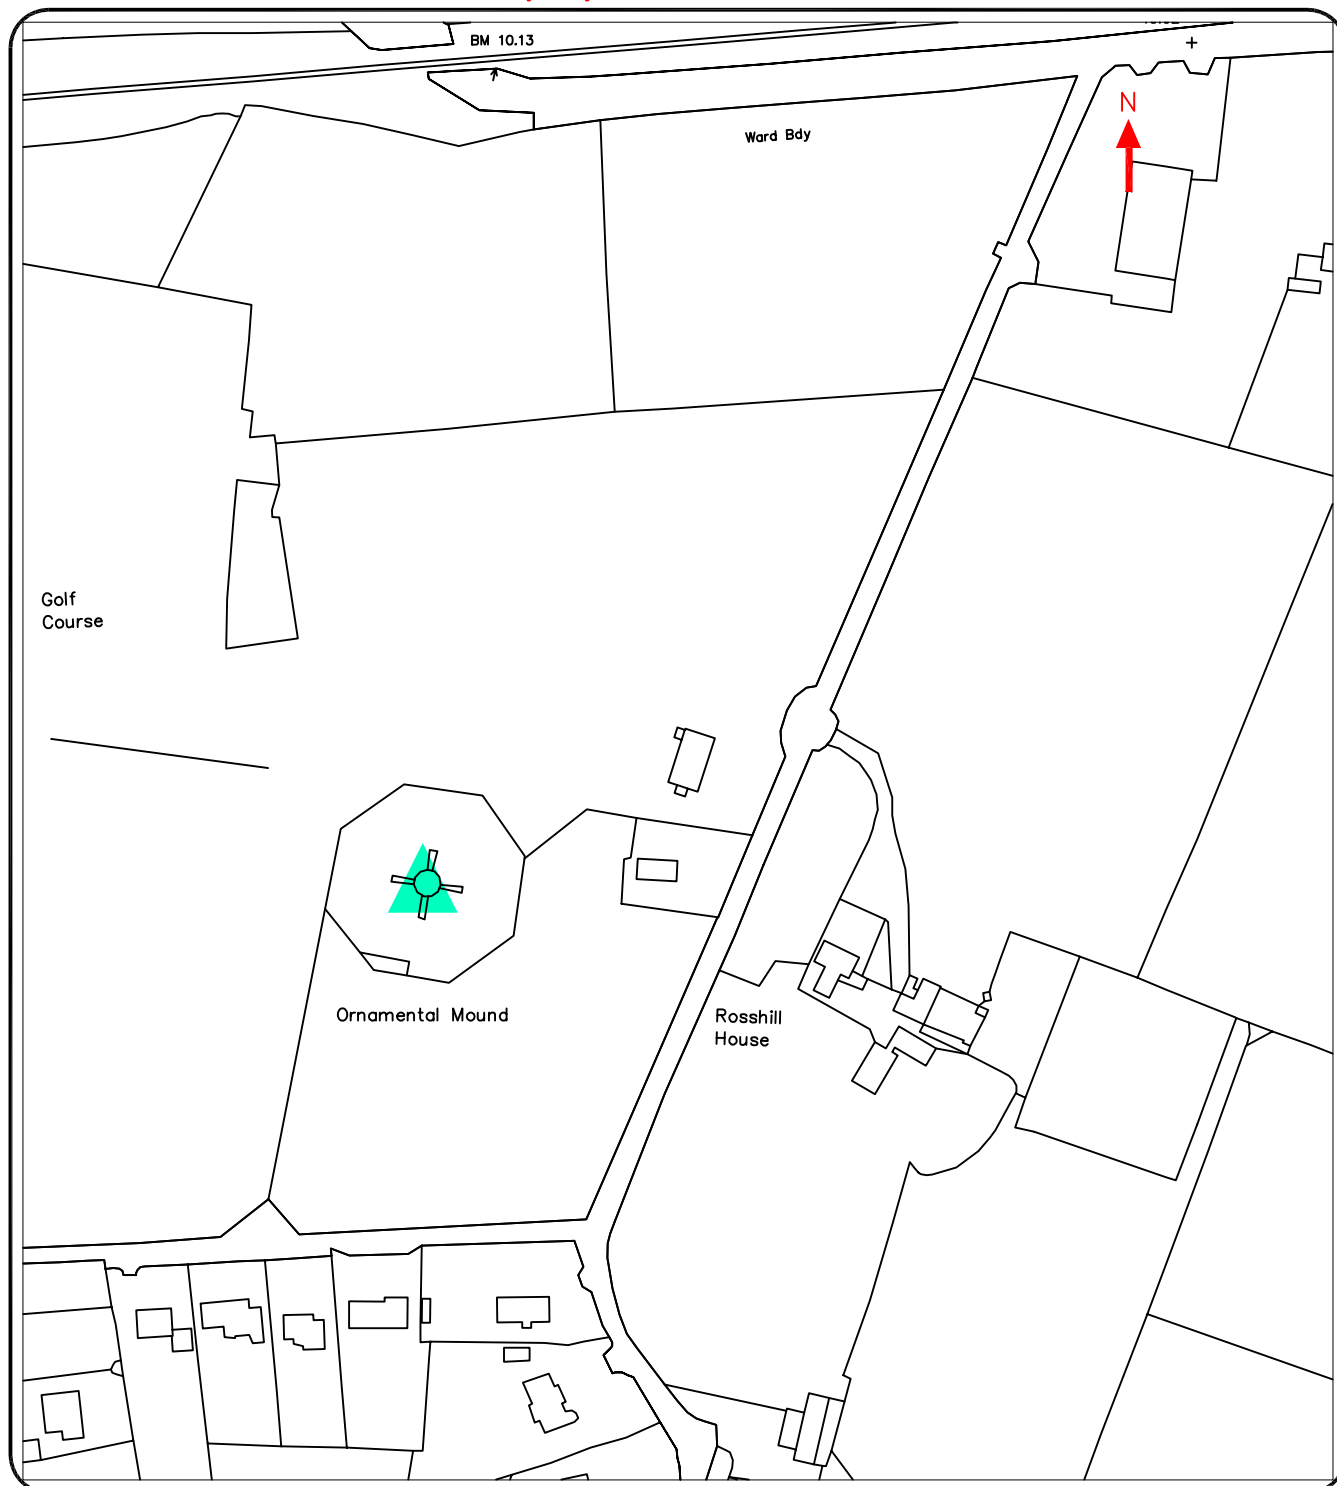 BM 10.13
N
Ward Bdy
Golf
Course
Ornamental Mound
Rosshill
House